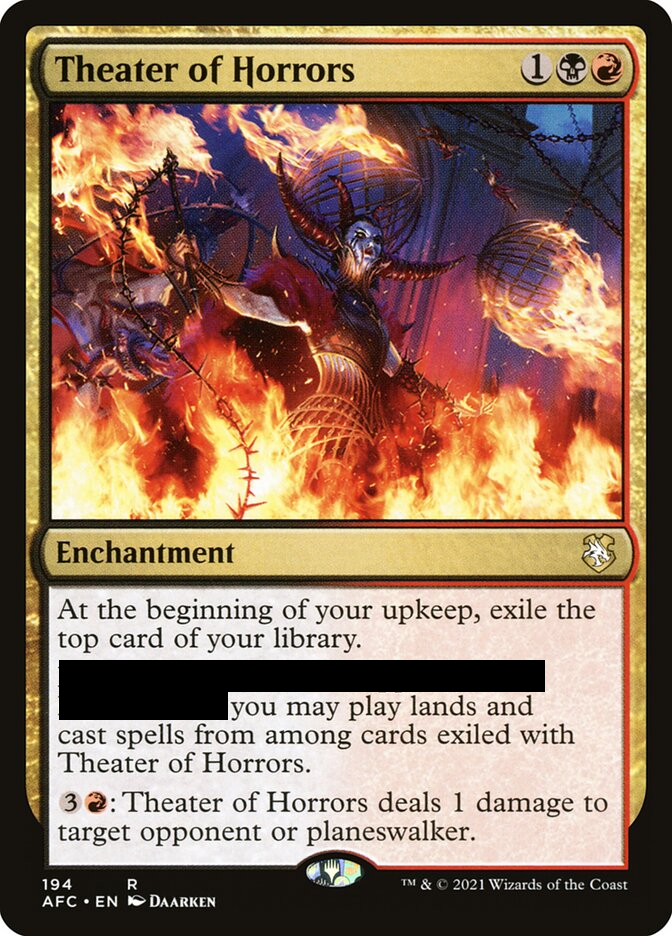 Theater of Horrors
1
Enchantment
At the beginning of your upkeep, exile the
top card of your library.
you may play lands and
cast spells from among cards exiled with
Theater of Horrors.
3: Theater of Horrors deals 1 damage to
target opponent or planeswalker.
194 R
AFC • EN DAARKEN
™ & © 2021 Wizards of the Coast